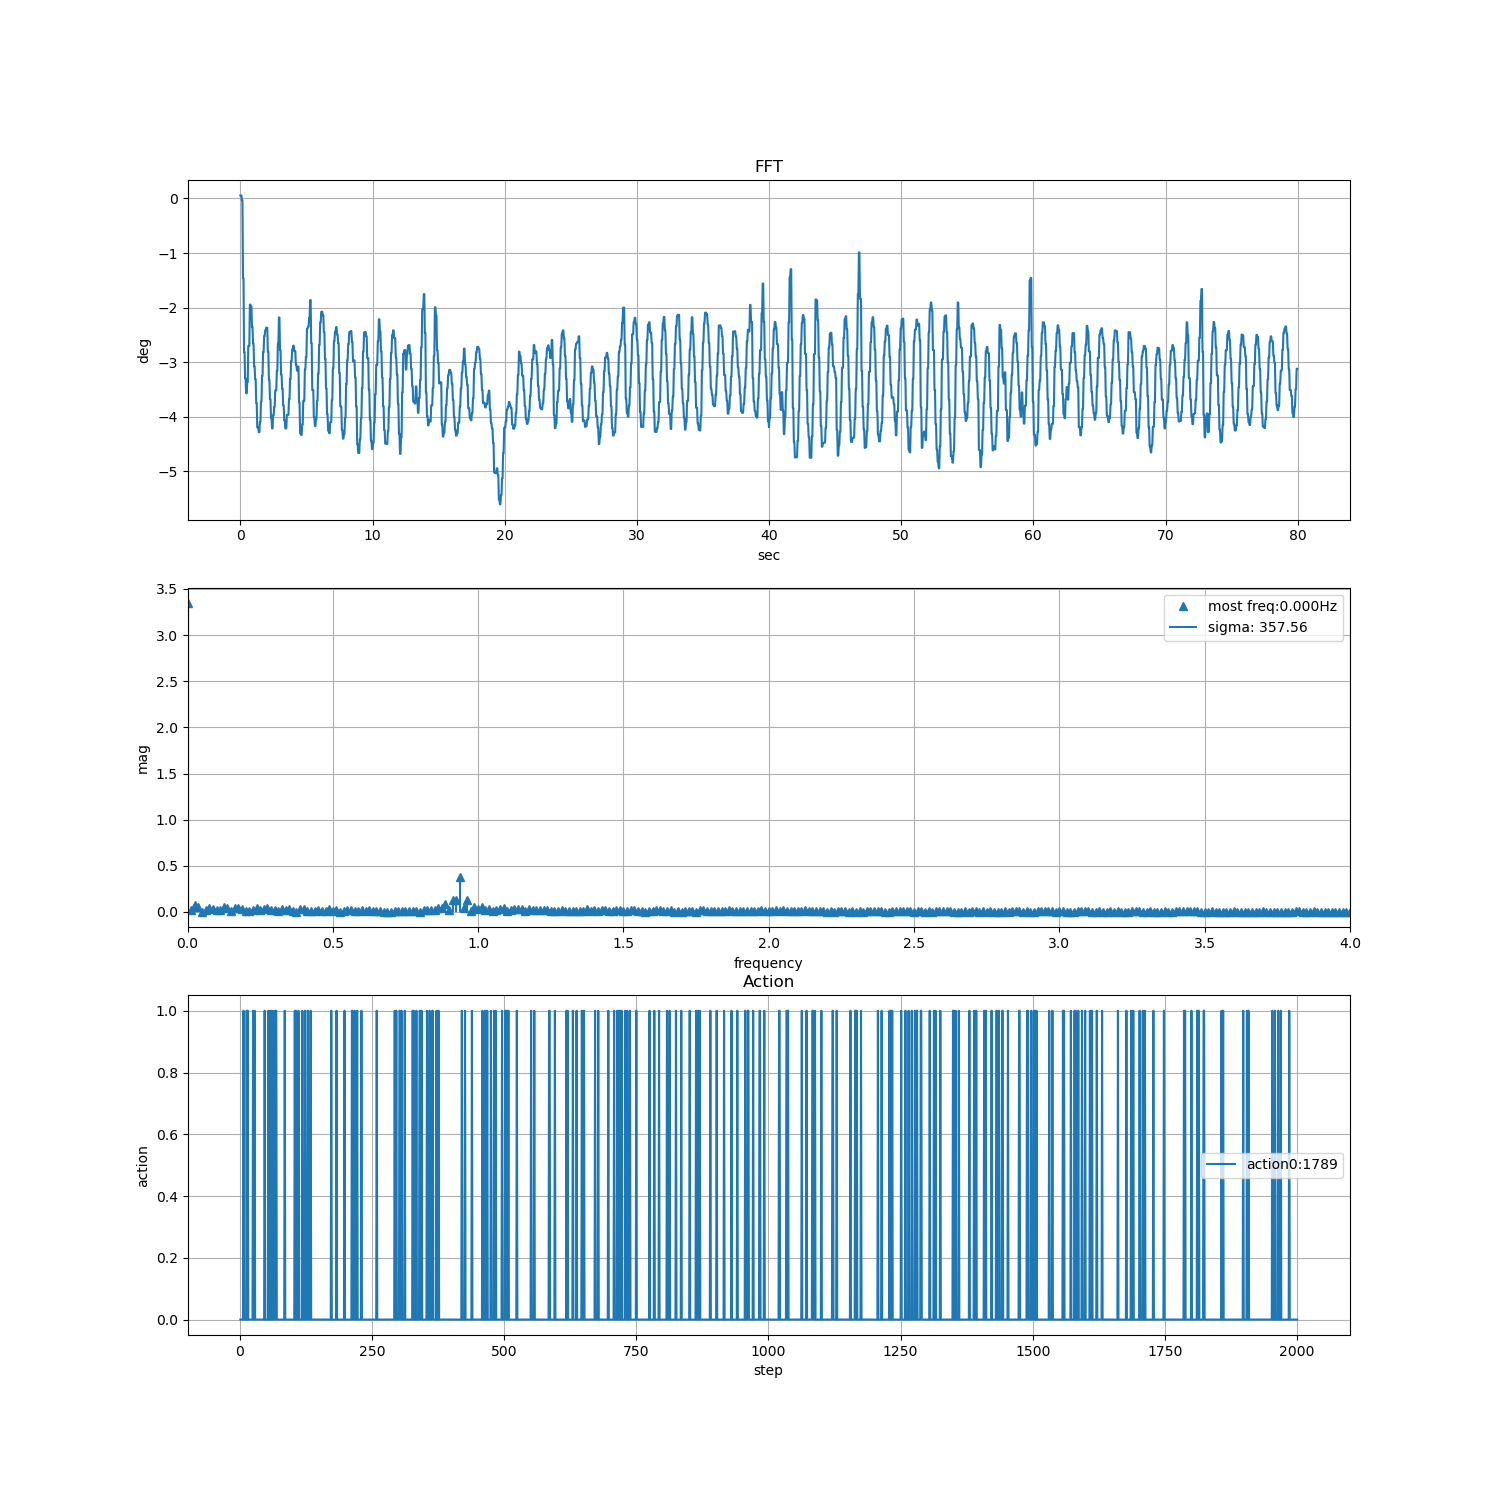 FFT
0
−1
−2
−3
−4
−5
deg
0 10 20 30 40 50 60 70 80
sec
3.5
3.0
2.5
2.0
1.5
1.0
0.5
0.0
mag
most freq:0.000Hz
sigma: 357.56
0.0 0.5 1.0 1.5 2.0 2.5 3.0 3.5 4.0
frequency
Action
1.0
0.8
0.6
0.4
0.2
0.0
action
action0:1789
0 250 500 750 1000 1250 1500 1750 2000
step